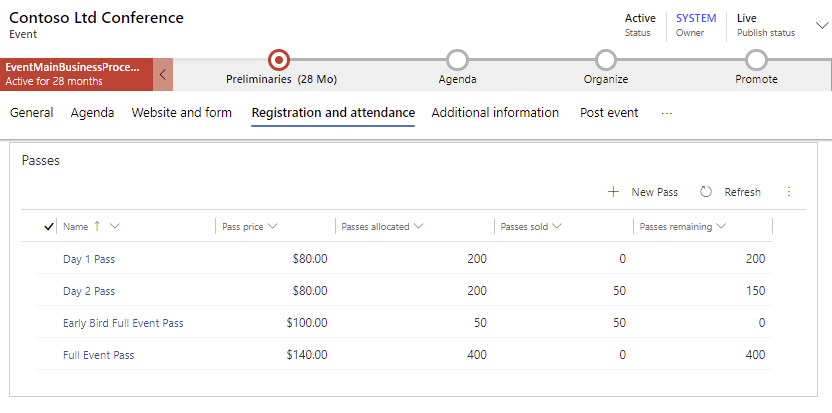 Contoso Ltd Conference
Event
Active
Status
SYSTEM
Owner
Live
Publish status
EventMainBusinessProce...
Active for 28 months
Preliminaries (28 Mo)
Agenda
Organize
Promote
General Agenda Website and form Registration and attendance Additional information Post event ...
Passes
+ New Pass Refresh
Name ↑ Pass price Passes allocated Passes sold Passes remaining
Day 1 Pass $80.00 200 0 200
Day 2 Pass $80.00 200 50 150
Early Bird Full Event Pass $100.00 50 50 0
Full Event Pass $140.00 400 0 400